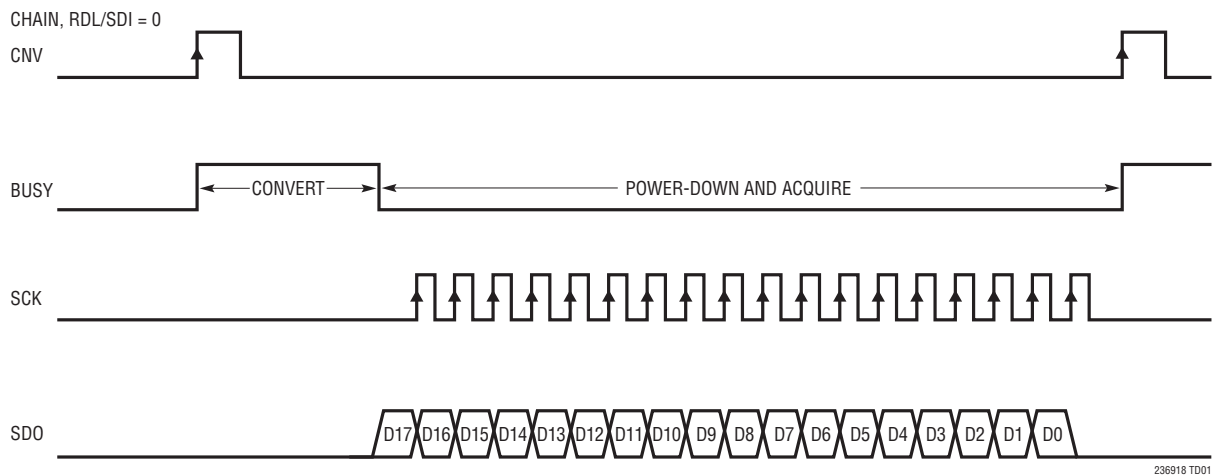 CHAIN, RDL/SDI = 0
CNV
BUSY
CONVERT
POWER-DOWN AND ACQUIRE
SCK
SDO
D17 D16 D15 D14 D13 D12 D11 D10 D9 D8 D7 D6 D5 D4 D3 D2 D1 D0
236918 TD01